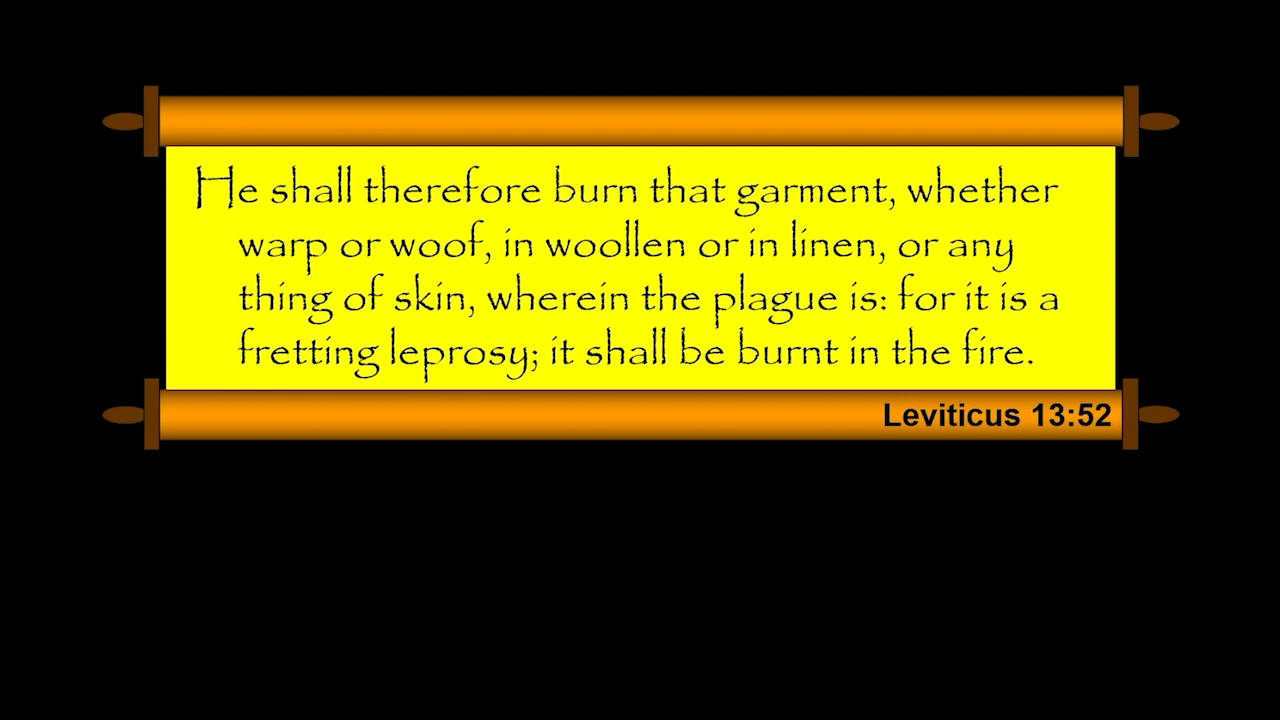 He shall therefore burn that garment, whether
warp or woof, in woollen or in linen, or any
thing of skin, wherein the plague is: for it is a
fretting leprosy; it shall be burnt in the fire.
Leviticus 13:52